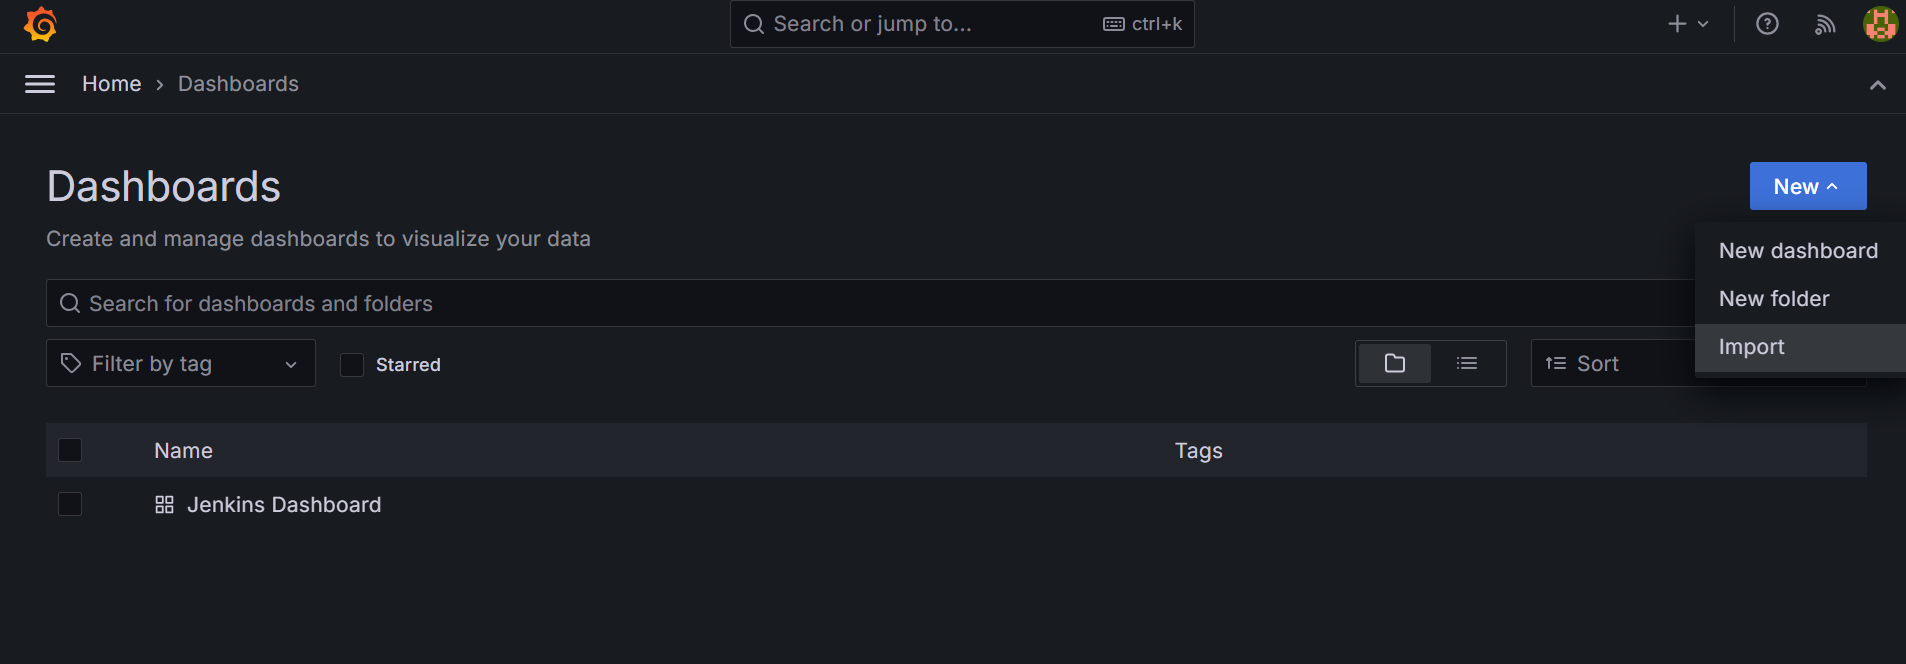 Search or jump to... ctrl+k
Home › Dashboards
Dashboards
New
Create and manage dashboards to visualize your data
New dashboard
Search for dashboards and folders
New folder
Import
Filter by tag
Starred
Sort
Name Tags
Jenkins Dashboard